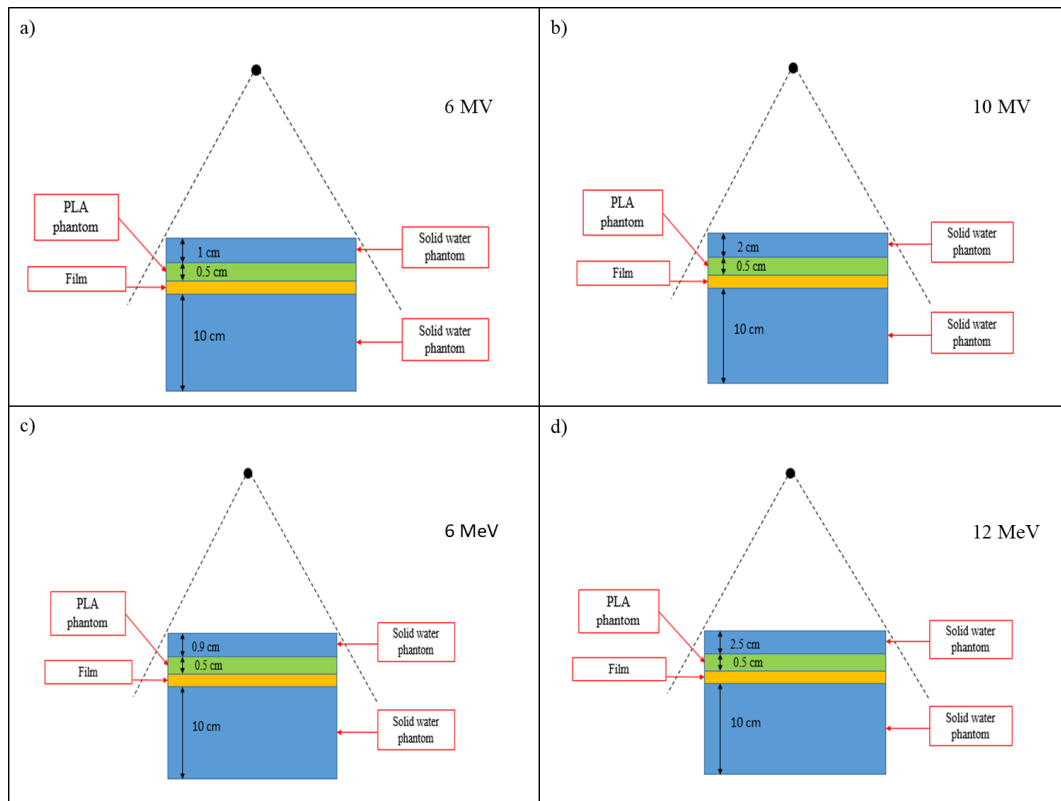 a)
6 MV
PLA
phantom
Solid water
phantom
1 cm
0.5 cm
Film
10 cm
Solid water
phantom
b)
10 MV
PLA
phantom
Solid water
phantom
2 cm
0.5 cm
Film
10 cm
Solid water
phantom
c)
6 MeV
PLA
phantom
Solid water
phantom
0.9 cm
0.5 cm
Film
10 cm
Solid water
phantom
d)
12 MeV
PLA
phantom
Solid water
phantom
2.5 cm
0.5 cm
Film
10 cm
Solid water
phantom